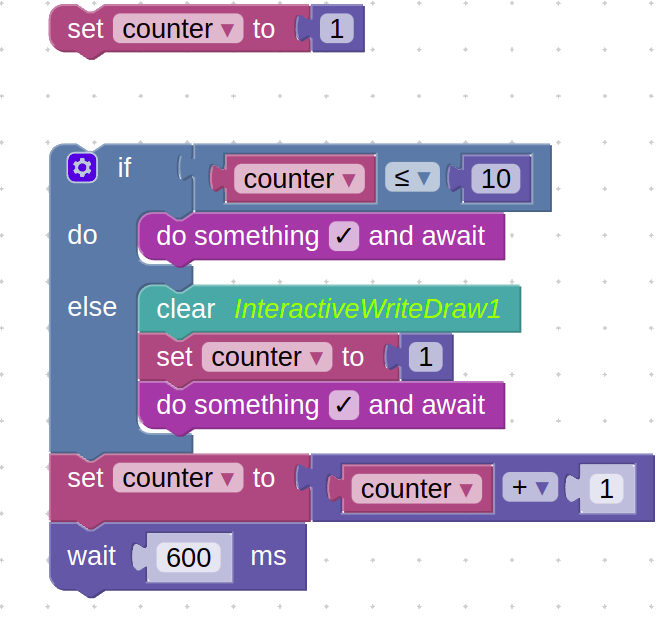 set counter ▾ to 1
if counter ▾ ≤ ▾ 10
do do something ✓ and await
else clear InteractiveWriteDraw1
set counter ▾ to 1
do something ✓ and await
set counter ▾ to counter ▾ + ▾ 1
wait 600 ms